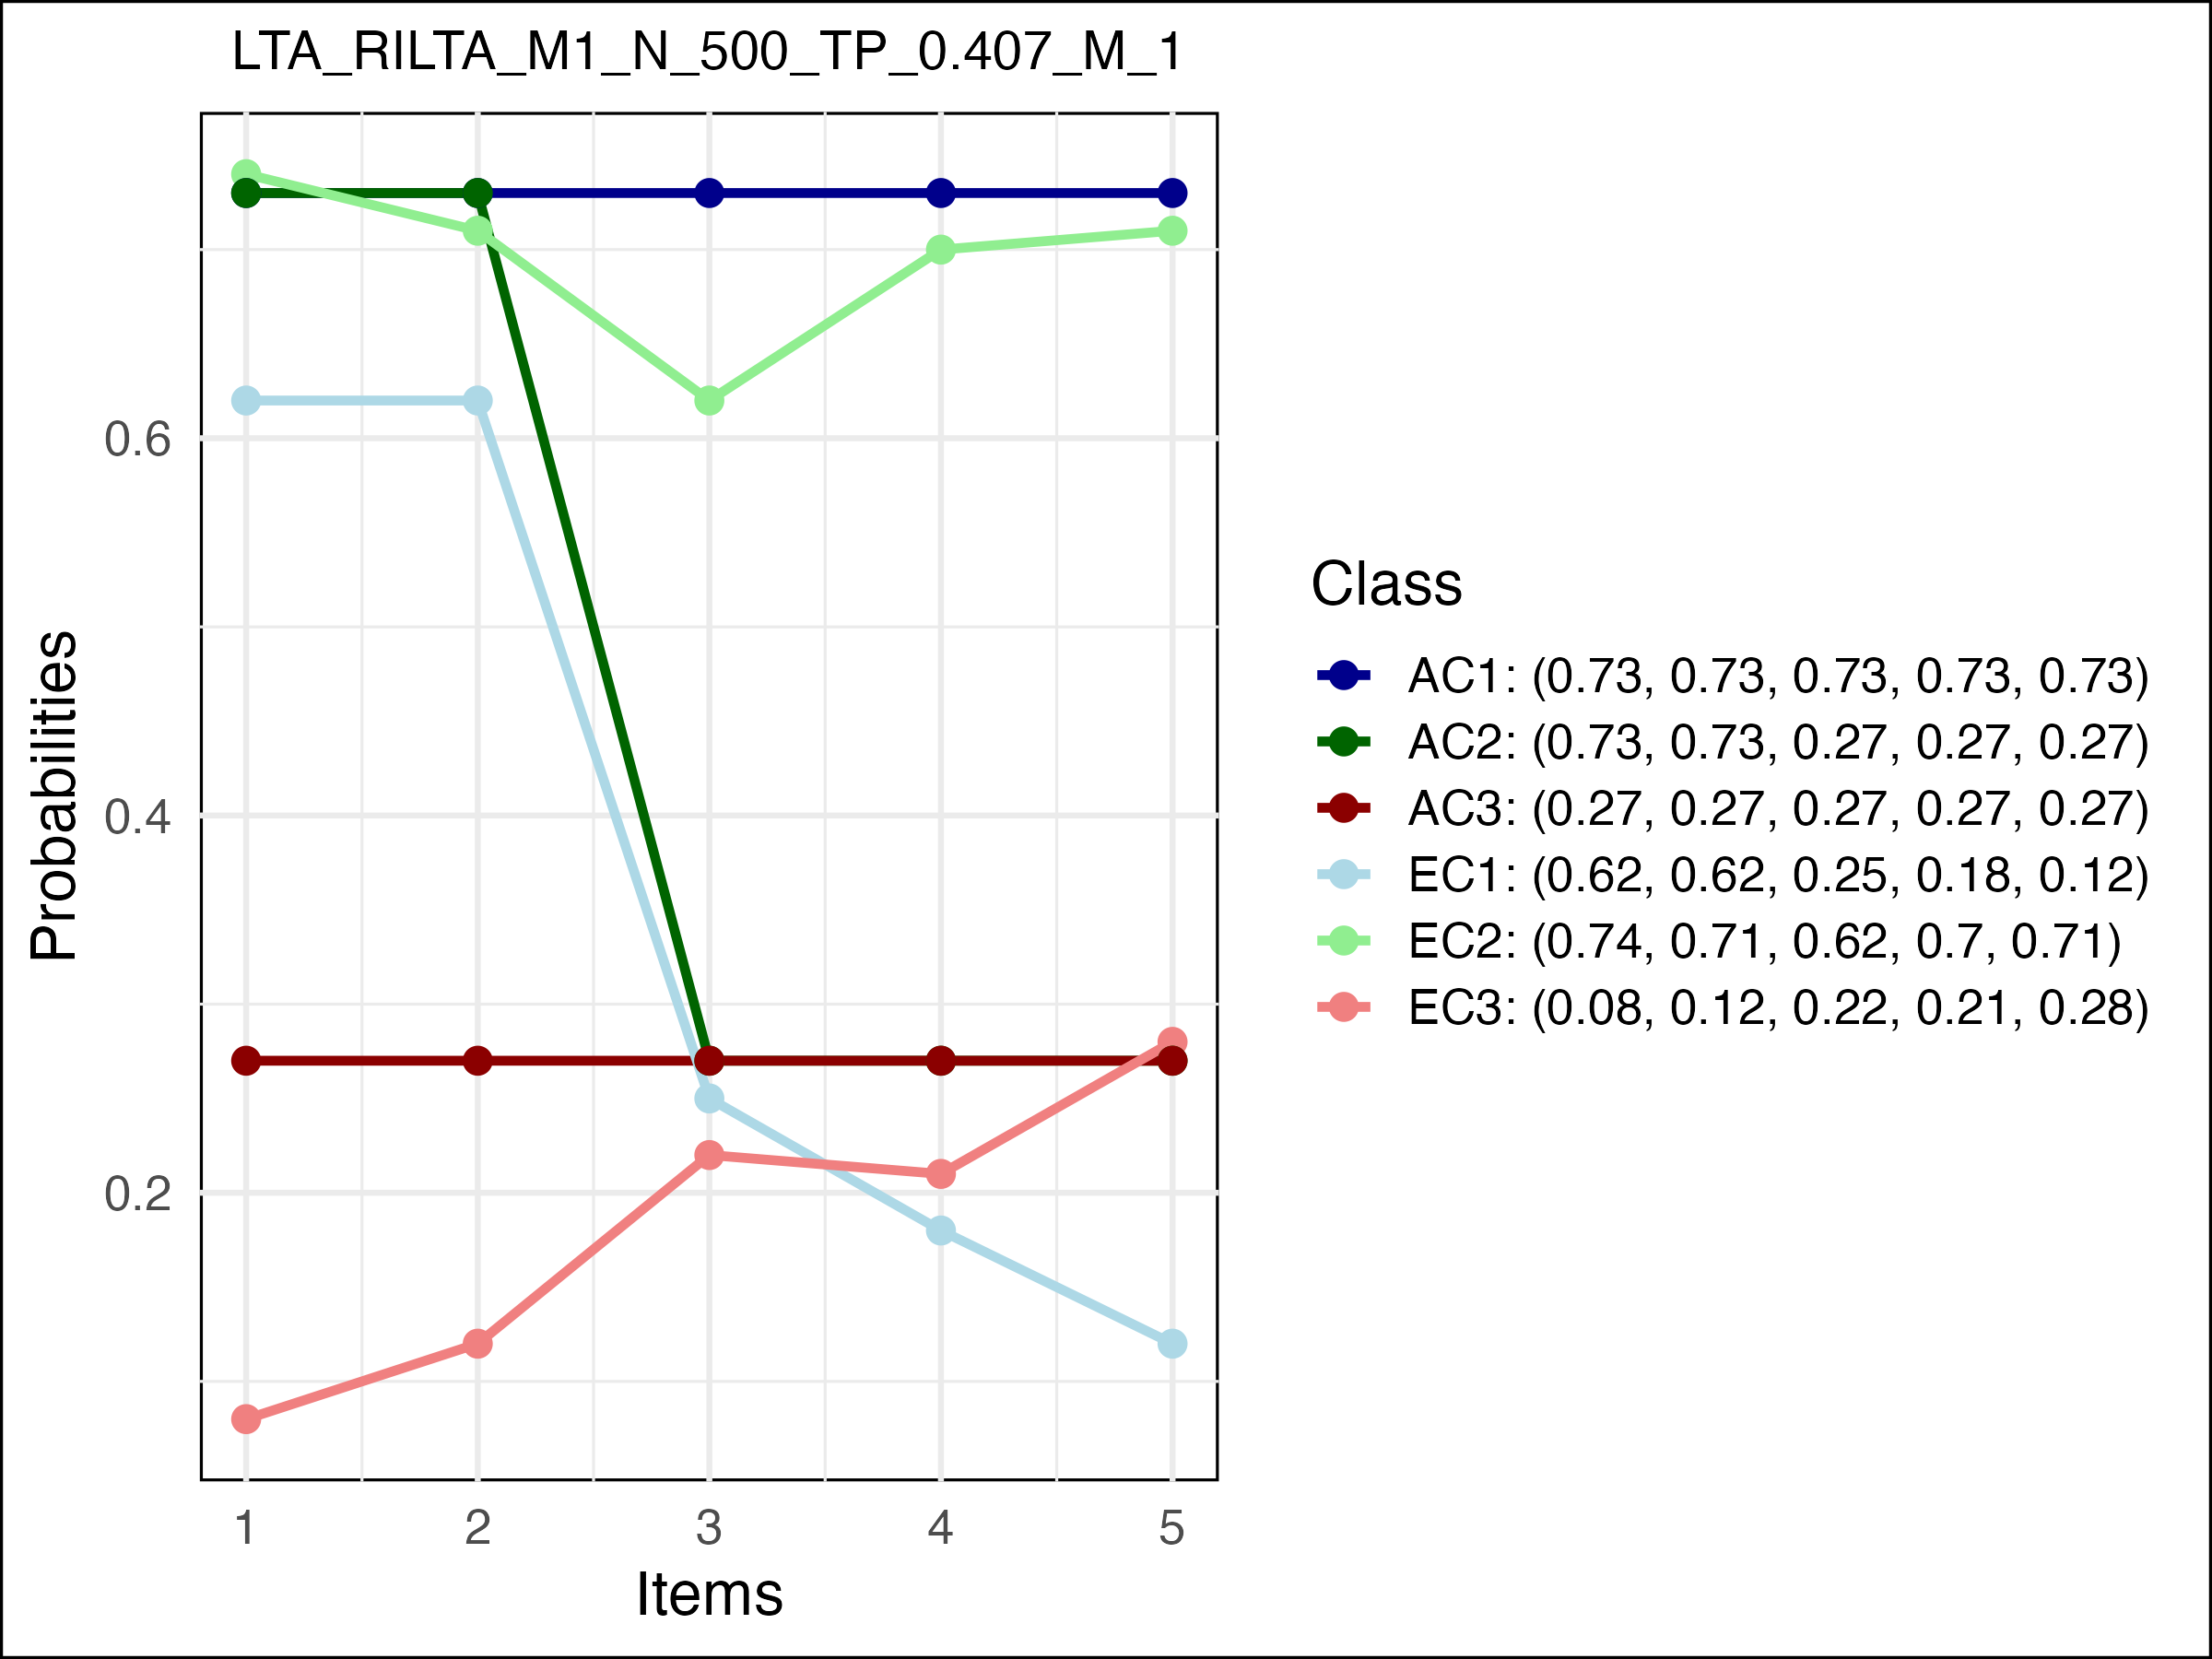 LTA_RILTA_M1_N_500_TP_0.407_M_1
Probabilities
0.6
0.4
0.2
1 2 3 4 5
Items
Class
AC1: (0.73, 0.73, 0.73, 0.73, 0.73)
AC2: (0.73, 0.73, 0.27, 0.27, 0.27)
AC3: (0.27, 0.27, 0.27, 0.27, 0.27)
EC1: (0.62, 0.62, 0.25, 0.18, 0.12)
EC2: (0.74, 0.71, 0.62, 0.7, 0.71)
EC3: (0.08, 0.12, 0.22, 0.21, 0.28)